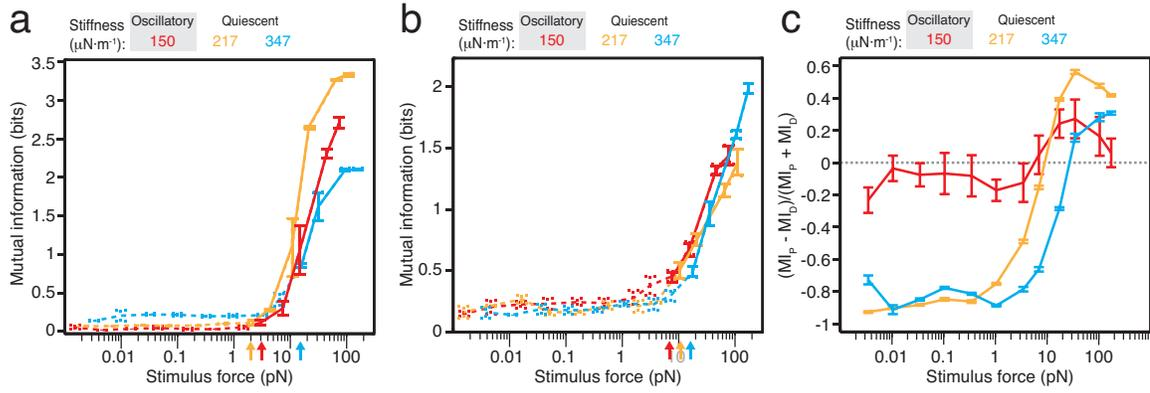 a
Stiffness Oscillatory Quiescent
(μN·m⁻¹): 150 217 347
Mutual information (bits)
3.5
3
2.5
2
1.5
1
0.5
0
0.01 0.1 1 10 100
Stimulus force (pN)
b
Stiffness Oscillatory Quiescent
(μN·m⁻¹): 150 217 347
Mutual information (bits)
2
1.5
1
0.5
0
0.01 0.1 1 10 100
Stimulus force (pN)
c
Stiffness Oscillatory Quiescent
(μN·m⁻¹): 150 217 347
(MI_P - MI_D)/(MI_P + MI_D)
0.6
0.4
0.2
0
-0.2
-0.4
-0.6
-0.8
-1
0.01 0.1 1 10 100
Stimulus force (pN)